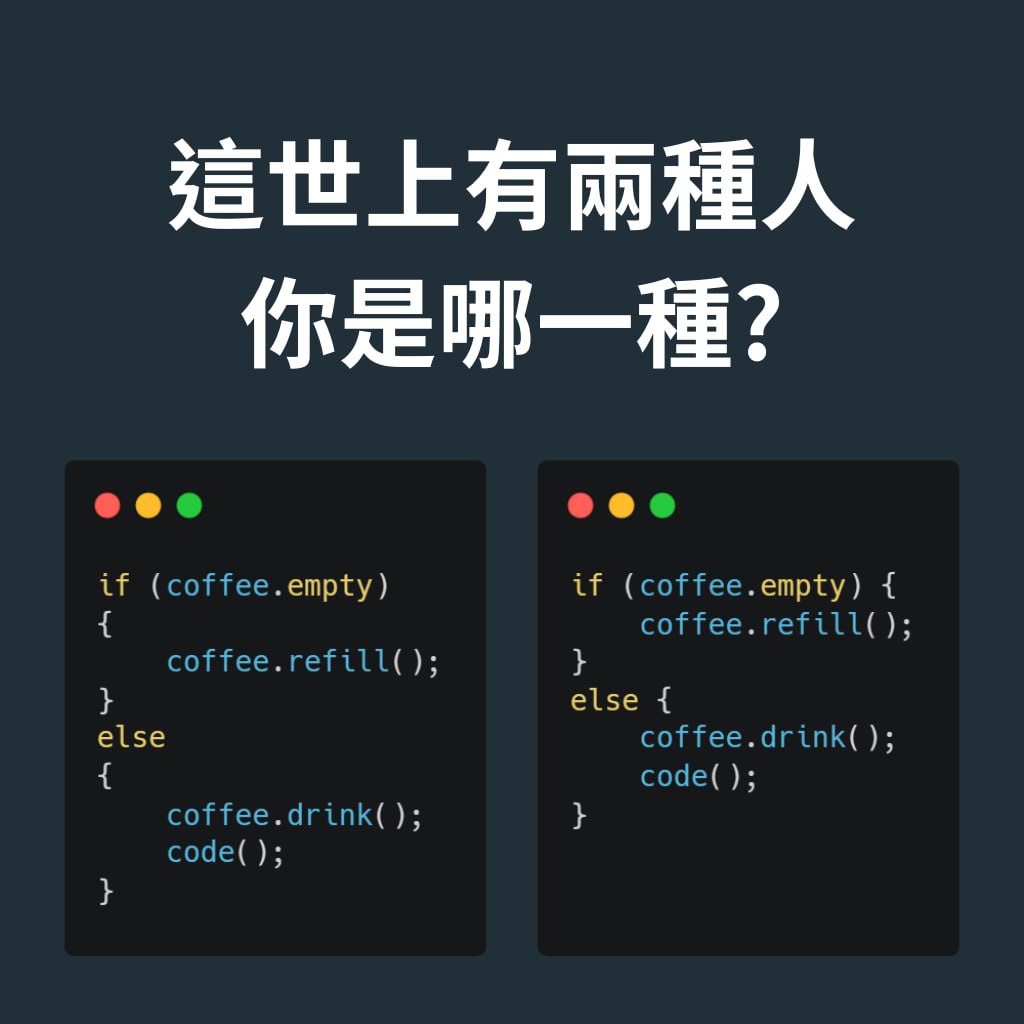 這世上有兩種人
你是哪一種?
if (coffee.empty)
{
    coffee.refill();
}
else
{
    coffee.drink();
    code();
}
if (coffee.empty) {
    coffee.refill();
}
else {
    coffee.drink();
    code();
}